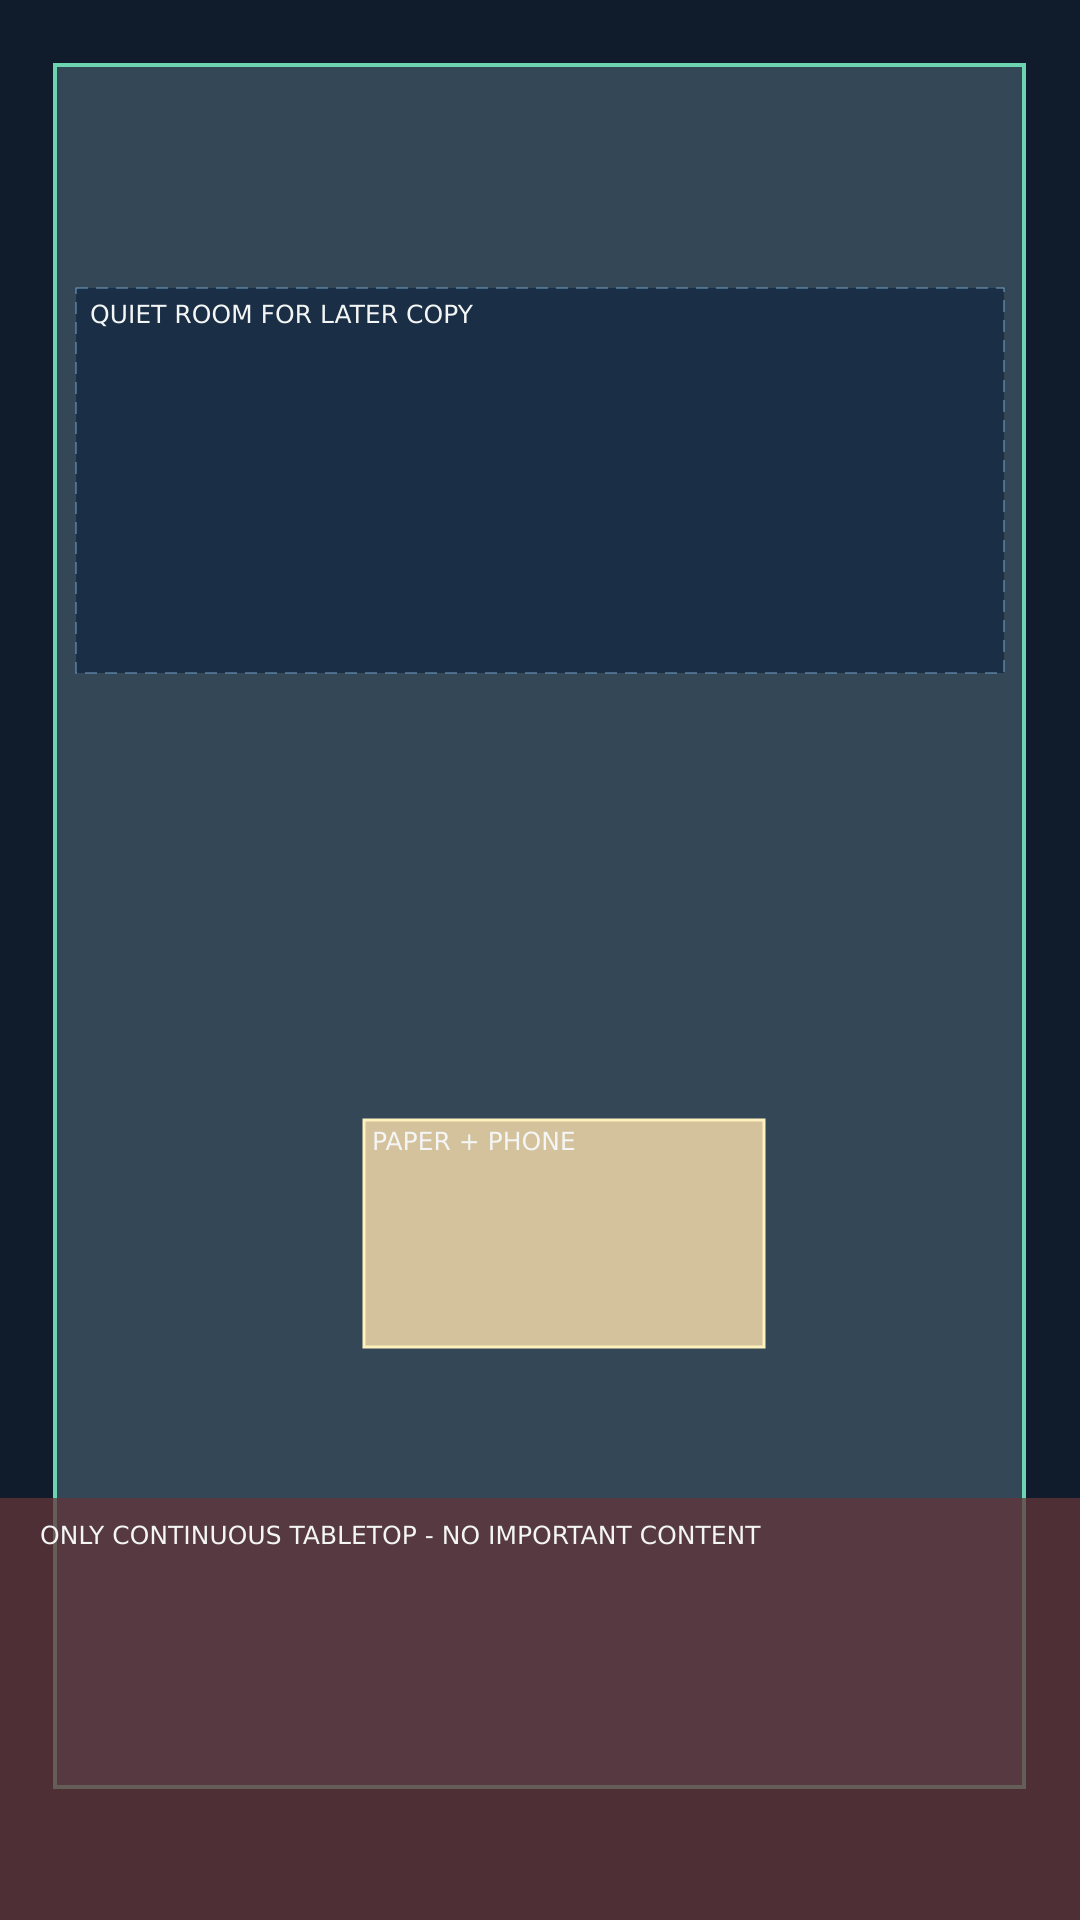 QUIET ROOM FOR LATER COPY
PAPER + PHONE
ONLY CONTINUOUS TABLETOP - NO IMPORTANT CONTENT